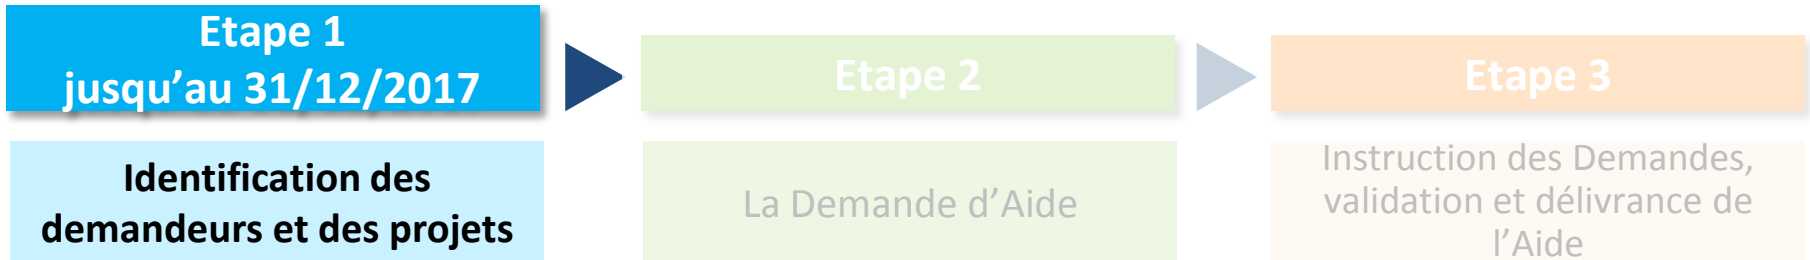 Etape 1
jusqu’au 31/12/2017
Identification des
demandeurs et des projets
Etape 2
La Demande d’Aide
Etape 3
Instruction des Demandes,
validation et délivrance de
l’Aide